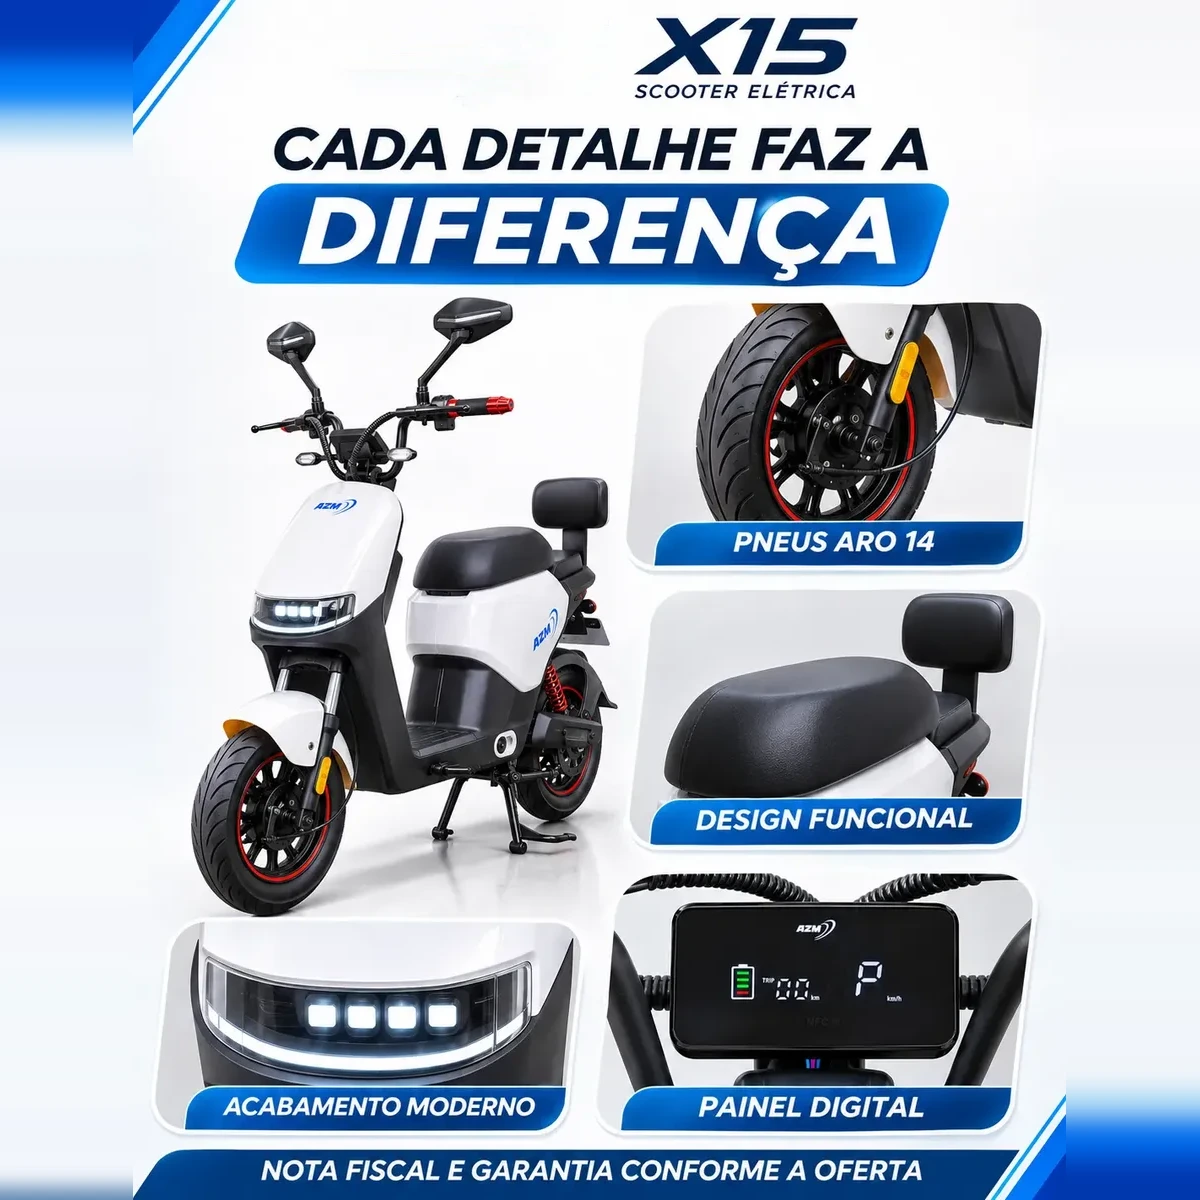 X15
SCOOTER ELÉTRICA
CADA DETALHE FAZ A
DIFERENÇA
AZM
AZM
PNEUS ARO 14
DESIGN FUNCIONAL
AZM
TRIP 00 km
P km/h
NFC
ACABAMENTO MODERNO
PAINEL DIGITAL
NOTA FISCAL E GARANTIA CONFORME A OFERTA